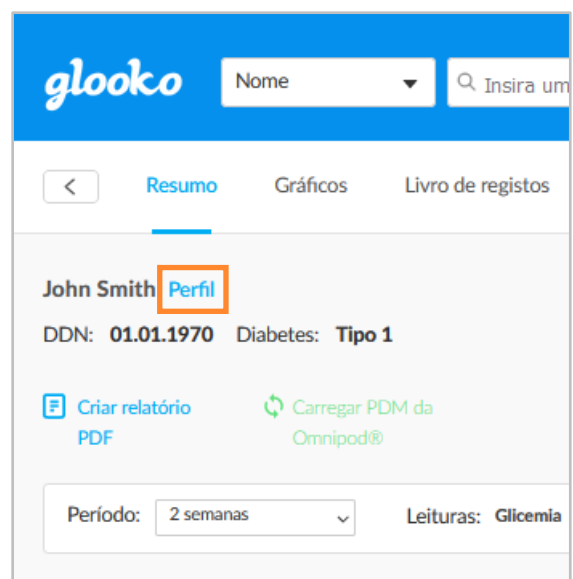 glooko Nome Insira um
Resumo Gráficos Livro de registos
John Smith Perfil
DDN: 01.01.1970 Diabetes: Tipo 1
Criar relatório PDF
Carregar PDM da Omnipod®
Período: 2 semanas Leituras: Glicemia